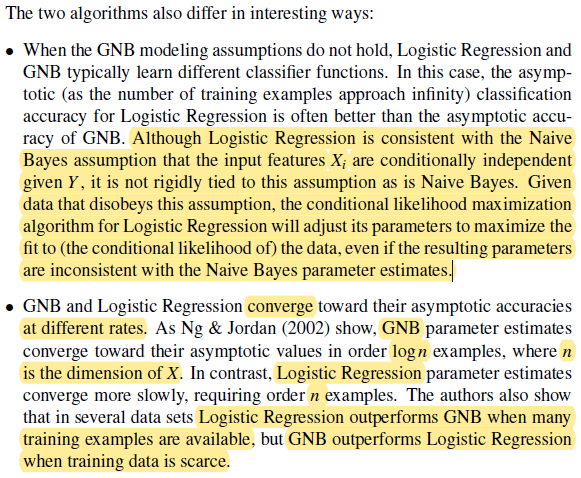 The two algorithms also differ in interesting ways:
• When the GNB modeling assumptions do not hold, Logistic Regression and
GNB typically learn different classifier functions. In this case, the asymp-
totic (as the number of training examples approach infinity) classification
accuracy for Logistic Regression is often better than the asymptotic accu-
racy of GNB. Although Logistic Regression is consistent with the Naive
Bayes assumption that the input features Xᵢ are conditionally independent
given Y, it is not rigidly tied to this assumption as is Naive Bayes. Given
data that disobeys this assumption, the conditional likelihood maximization
algorithm for Logistic Regression will adjust its parameters to maximize the
fit to (the conditional likelihood of) the data, even if the resulting parameters
are inconsistent with the Naive Bayes parameter estimates.
• GNB and Logistic Regression converge toward their asymptotic accuracies
at different rates. As Ng & Jordan (2002) show, GNB parameter estimates
converge toward their asymptotic values in order log n examples, where n
is the dimension of X. In contrast, Logistic Regression parameter estimates
converge more slowly, requiring order n examples. The authors also show
that in several data sets Logistic Regression outperforms GNB when many
training examples are available, but GNB outperforms Logistic Regression
when training data is scarce.